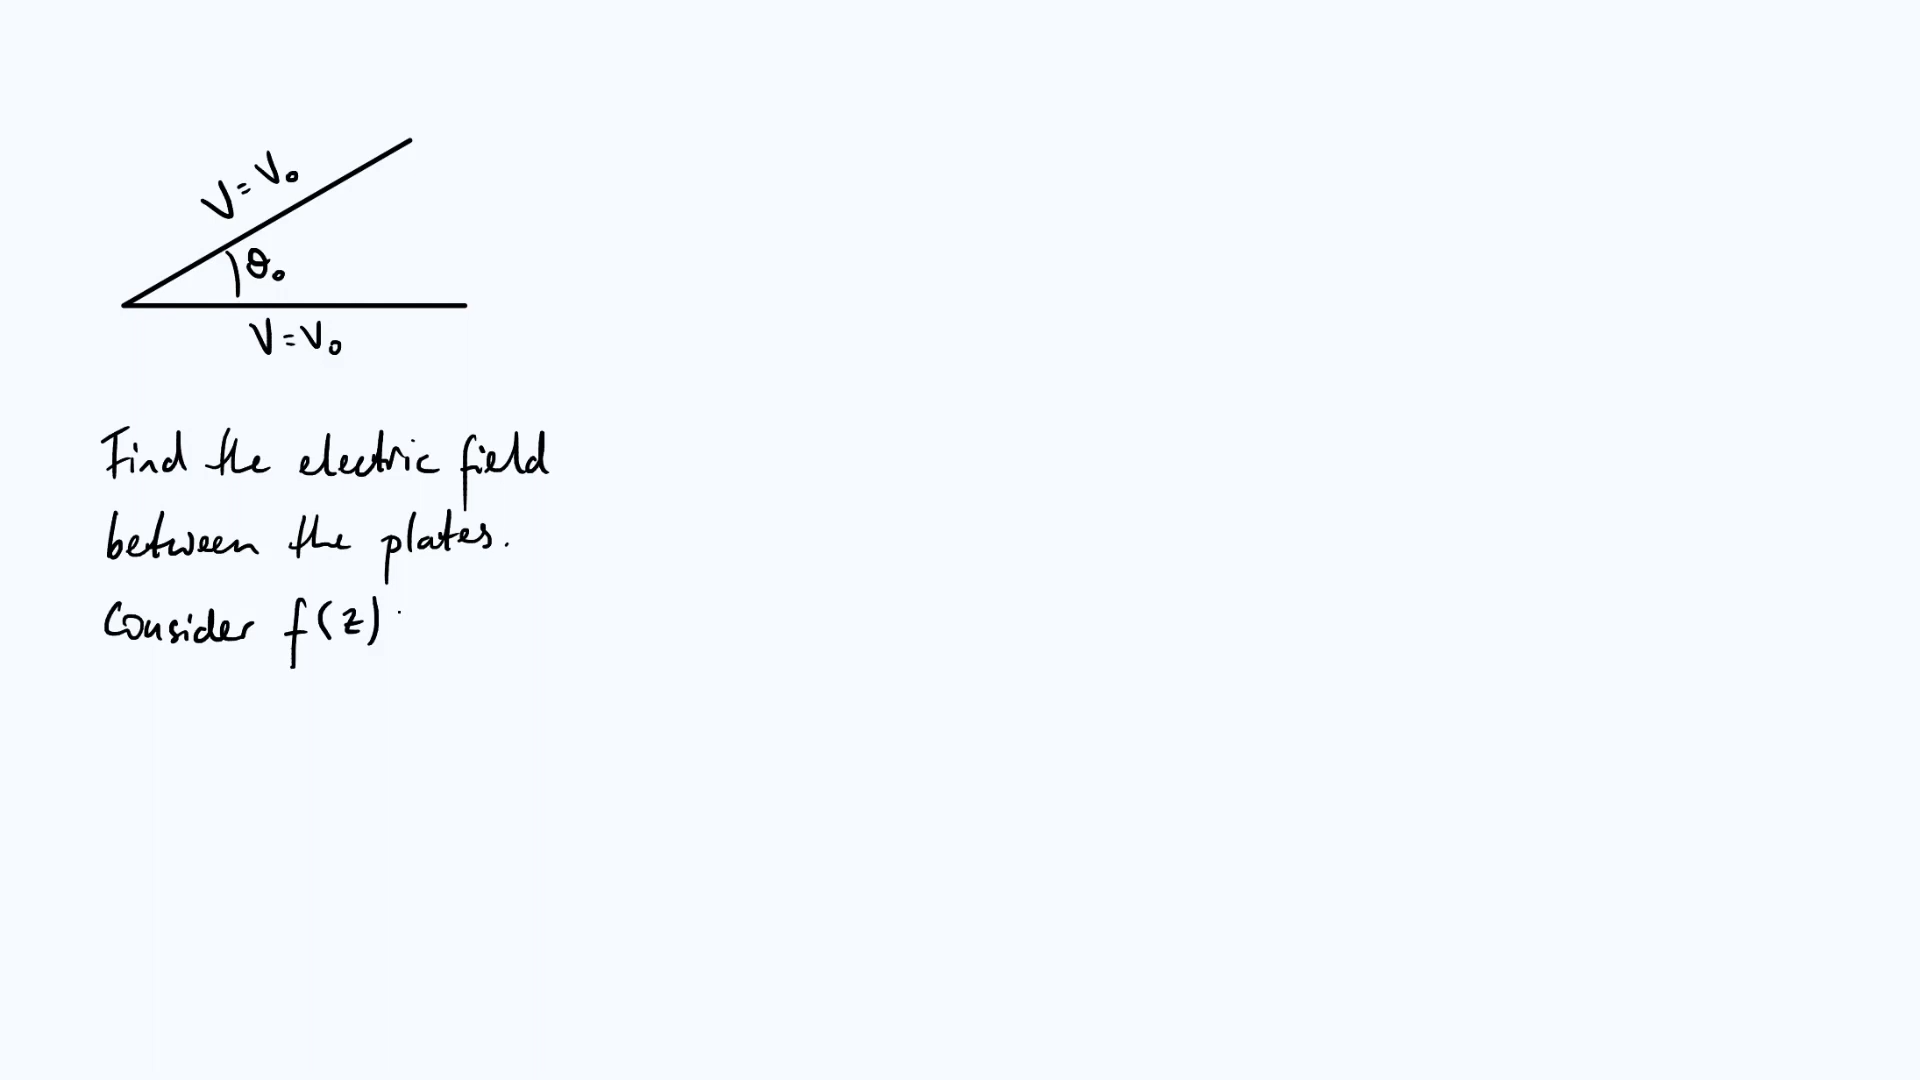 V = V₀
θ₀
V = V₀
Find the electric field
between the plates.
Consider f(z)